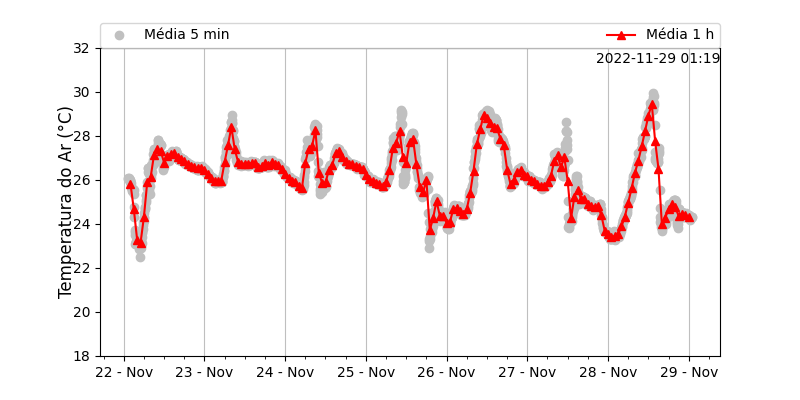 Média 5 min
Média 1 h
2022-11-29 01:19
Temperatura do Ar (°C)
32
30
28
26
24
22
20
18
22 - Nov
23 - Nov
24 - Nov
25 - Nov
26 - Nov
27 - Nov
28 - Nov
29 - Nov